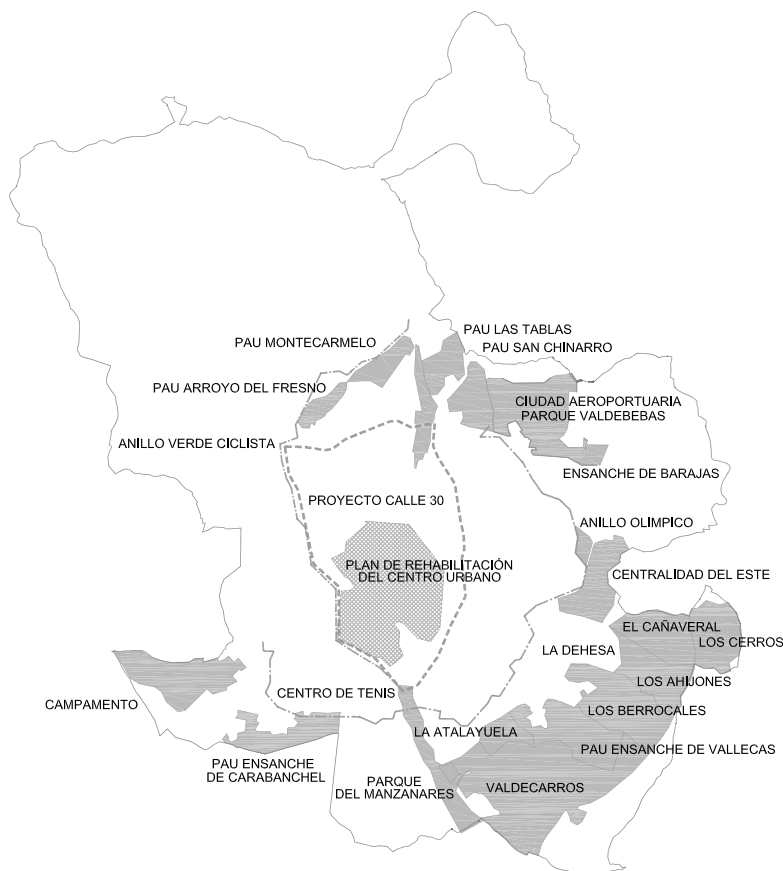 PAU LAS TABLAS
PAU MONTECARMELO
PAU SAN CHINARRO
PAU ARROYO DEL FRESNO
CIUDAD AEROPORTUARIA
PARQUE VALDEBEBAS
ANILLO VERDE CICLISTA
ENSANCHE DE BARAJAS
PROYECTO CALLE 30
ANILLO OLIMPICO
PLAN DE REHABILITACIÓN
DEL CENTRO URBANO
CENTRALIDAD DEL ESTE
EL CAÑAVERAL
LOS CERROS
LA DEHESA
LOS AHIJONES
CENTRO DE TENIS
CAMPAMENTO
LOS BERROCALES
LA ATALAYUELA
PAU ENSANCHE DE VALLECAS
PAU ENSANCHE
DE CARABANCHEL
PARQUE
DEL MANZANARES
VALDECARROS